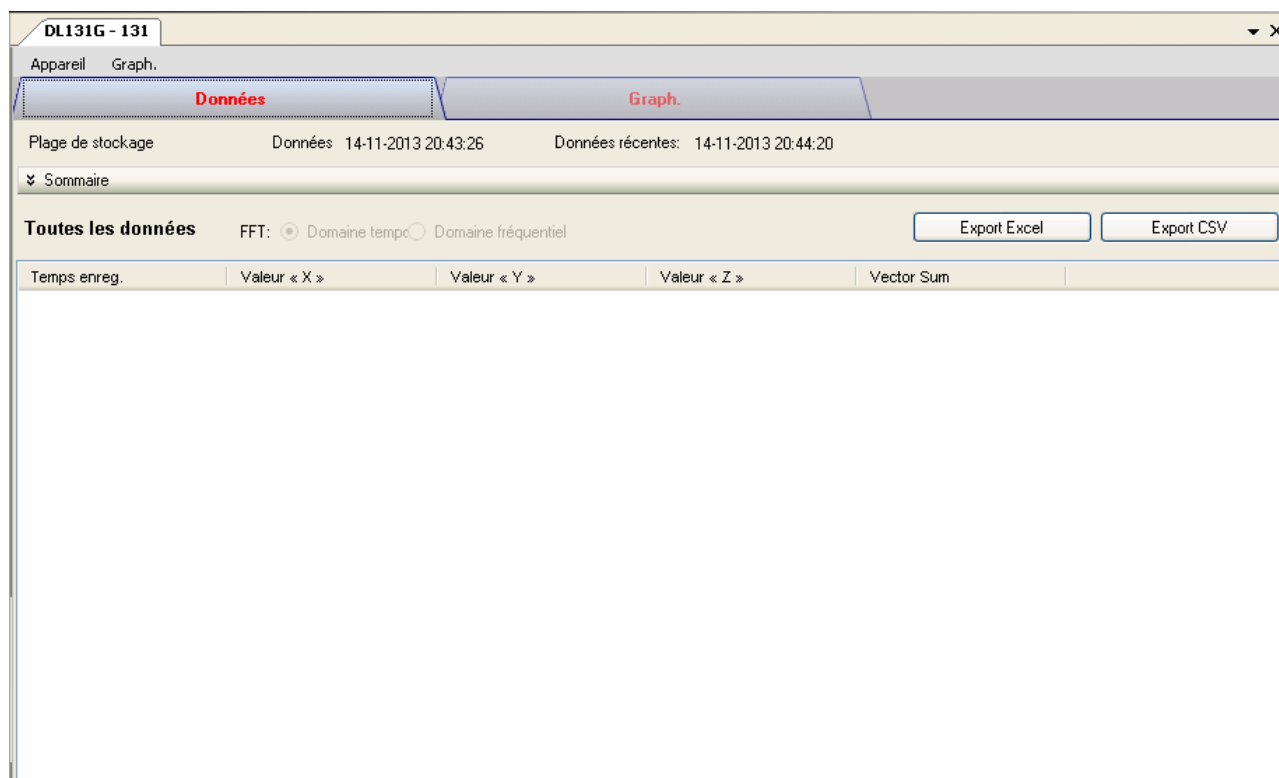 DL131G - 131
Appareil Graph.
Données Graph.
Plage de stockage Données 14-11-2013 20:43:26 Données récentes: 14-11-2013 20:44:20
Sommaire
Toutes les données FFT: Domaine tempo Domaine fréquentiel Export Excel Export CSV
Temps enreg. Valeur « X » Valeur « Y » Valeur « Z » Vector Sum